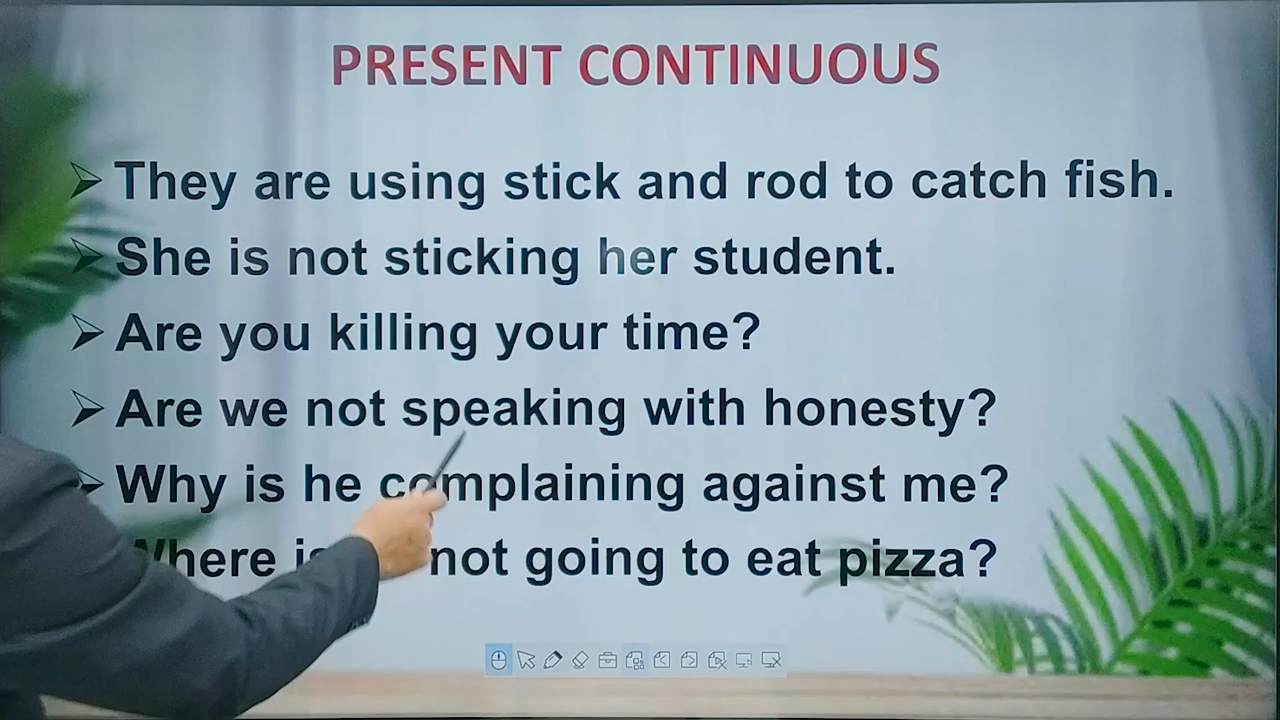 PRESENT CONTINUOUS
They are using stick and rod to catch fish.
She is not sticking her student.
Are you killing your time?
Are we not speaking with honesty?
Why is he complaining against me?
Where is not going to eat pizza?